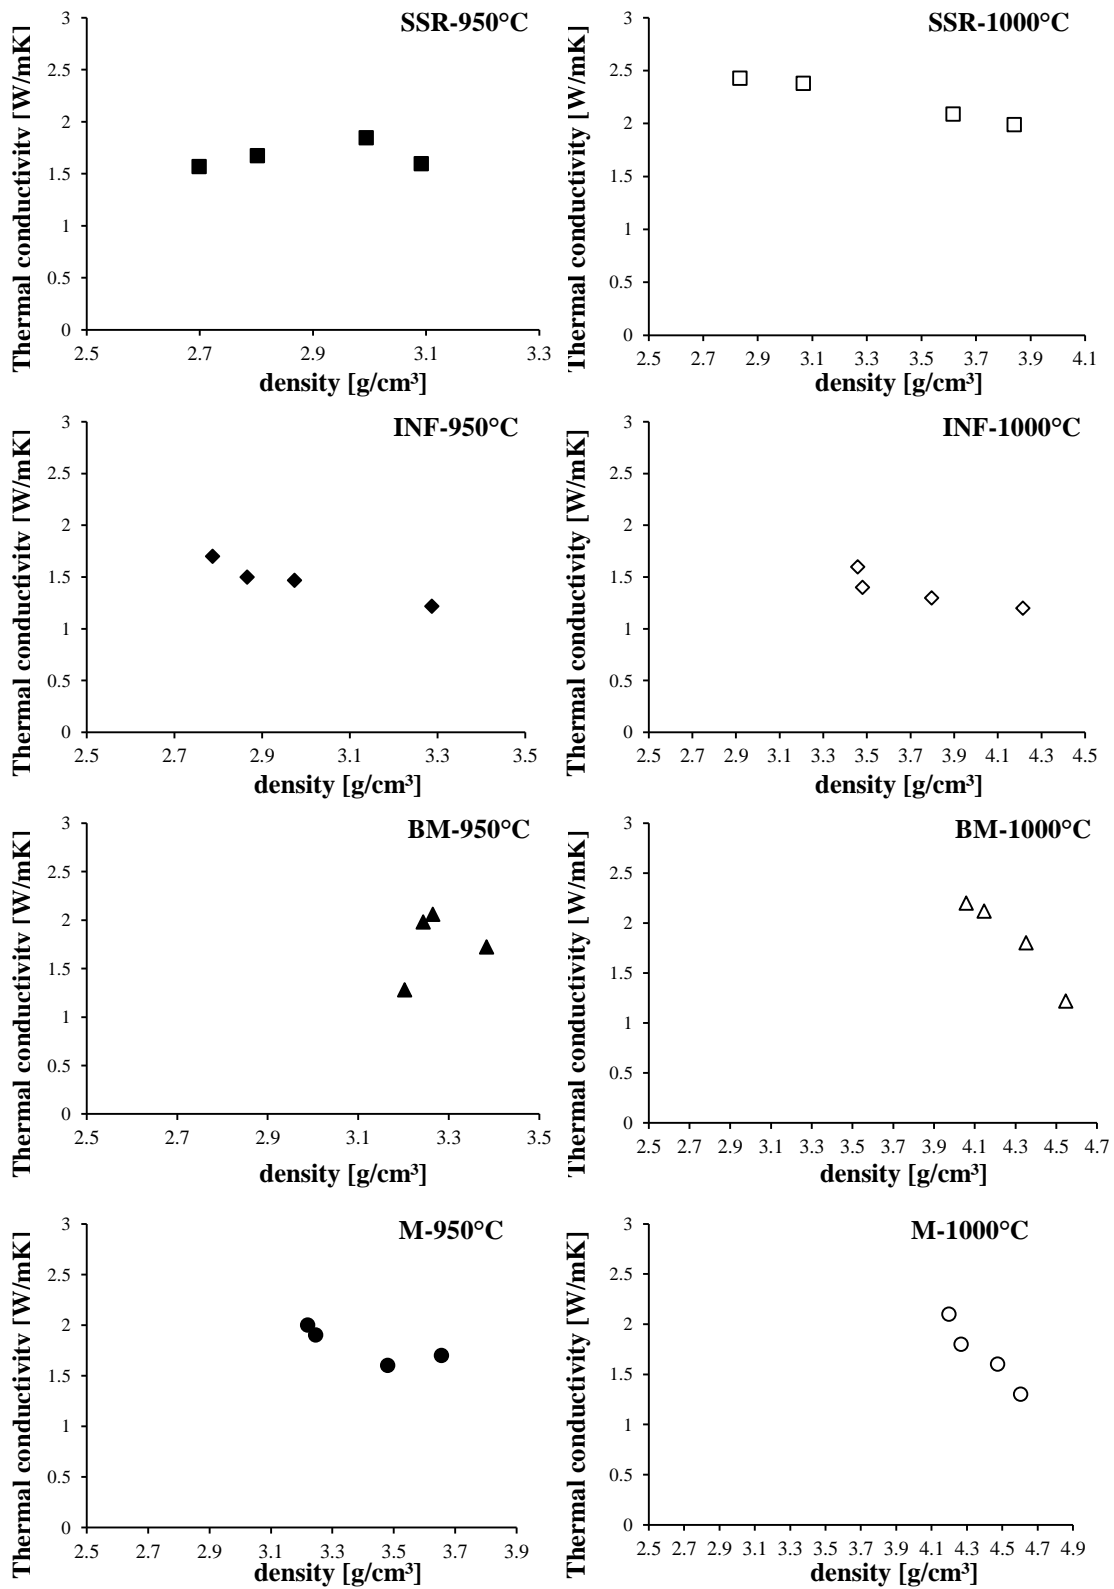 SSR-950°C
Thermal conductivity [W/mK]
3
2.5
2
1.5
1
0.5
0
2.5 2.7 2.9 3.1 3.3
density [g/cm³]
SSR-1000°C
Thermal conductivity [W/mK]
3
2.5
2
1.5
1
0.5
0
2.5 2.7 2.9 3.1 3.3 3.5 3.7 3.9 4.1
density [g/cm³]
INF-950°C
Thermal conductivity [W/mK]
3
2.5
2
1.5
1
0.5
0
2.5 2.7 2.9 3.1 3.3 3.5
density [g/cm³]
INF-1000°C
Thermal conductivity [W/mK]
3
2.5
2
1.5
1
0.5
0
2.5 2.7 2.9 3.1 3.3 3.5 3.7 3.9 4.1 4.3 4.5
density [g/cm³]
BM-950°C
Thermal conductivity [W/mK]
3
2.5
2
1.5
1
0.5
0
2.5 2.7 2.9 3.1 3.3 3.5
density [g/cm³]
BM-1000°C
Thermal conductivity [W/mK]
3
2.5
2
1.5
1
0.5
0
2.5 2.7 2.9 3.1 3.3 3.5 3.7 3.9 4.1 4.3 4.5 4.7
density [g/cm³]
M-950°C
Thermal conductivity [W/mK]
3
2.5
2
1.5
1
0.5
0
2.5 2.7 2.9 3.1 3.3 3.5 3.7 3.9
density [g/cm³]
M-1000°C
Thermal conductivity [W/mK]
3
2.5
2
1.5
1
0.5
0
2.5 2.7 2.9 3.1 3.3 3.5 3.7 3.9 4.1 4.3 4.5 4.7 4.9
density [g/cm³]